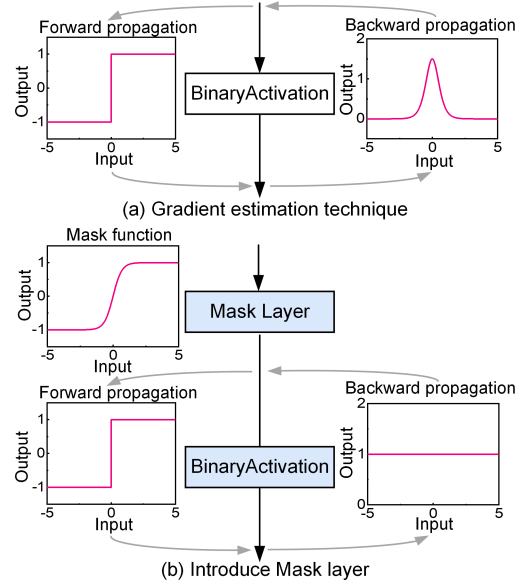 Forward propagation
Backward propagation
Output
1
0
-1
-5
0
5
Input
BinaryActivation
Output
2
1
0
-5
0
5
Input
(a) Gradient estimation technique
Mask function
Output
1
0
-1
-5
0
5
Input
Mask Layer
Forward propagation
Backward propagation
Output
1
0
-1
-5
0
5
Input
BinaryActivation
Output
2
1
0
-5
0
5
Input
(b) Introduce Mask layer